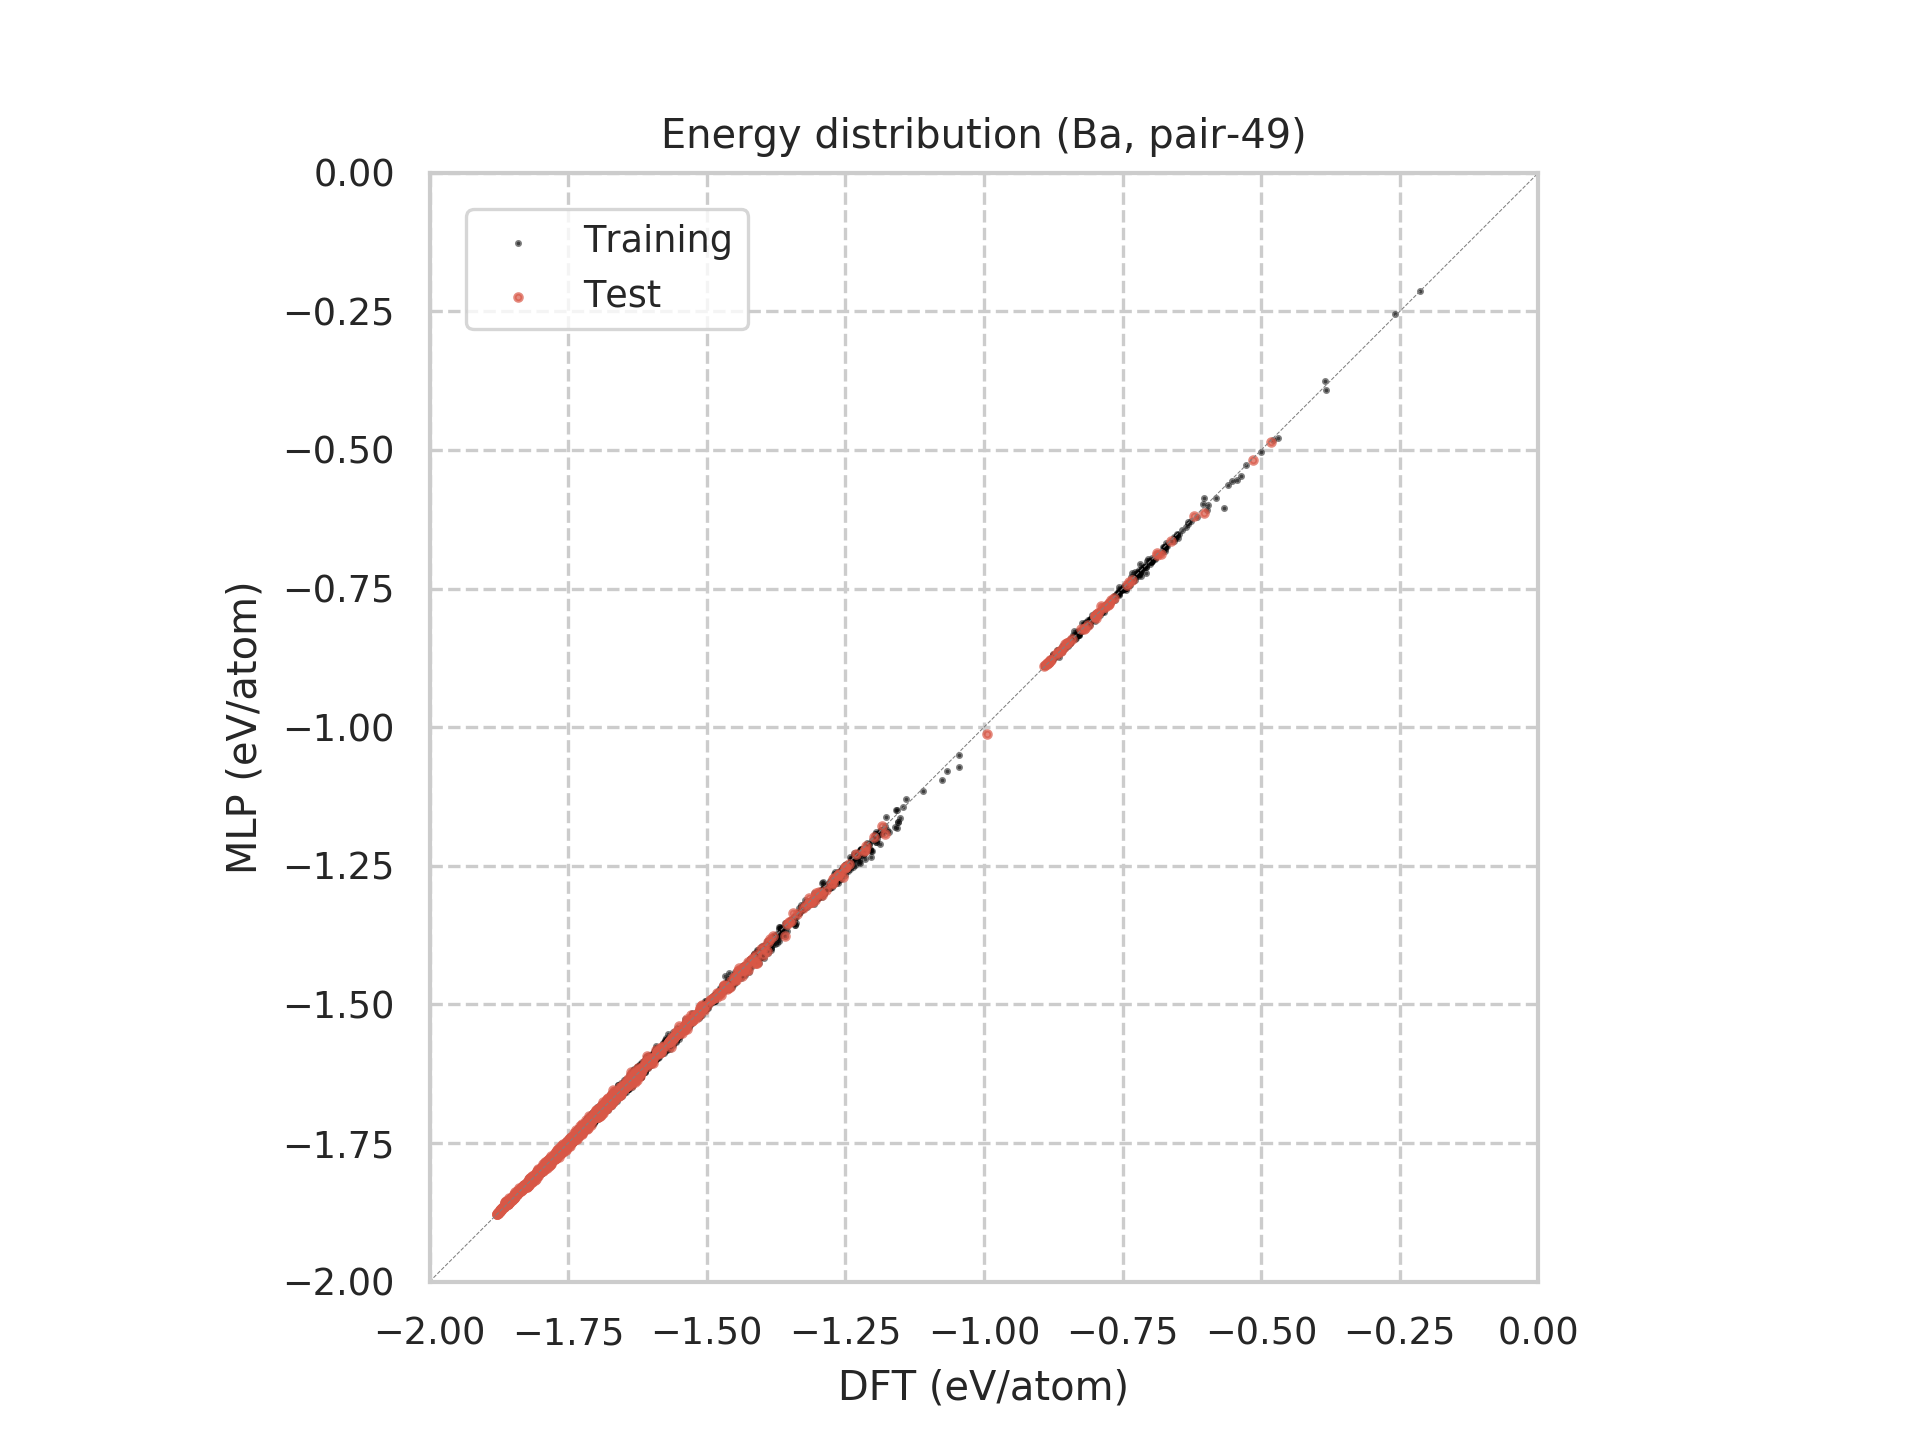 Energy distribution (Ba, pair-49)
Training
Test
0.00
−0.25
−0.50
−0.75
−1.00
−1.25
−1.50
−1.75
−2.00
MLP (eV/atom)
−2.00 −1.75 −1.50 −1.25 −1.00 −0.75 −0.50 −0.25 0.00
DFT (eV/atom)